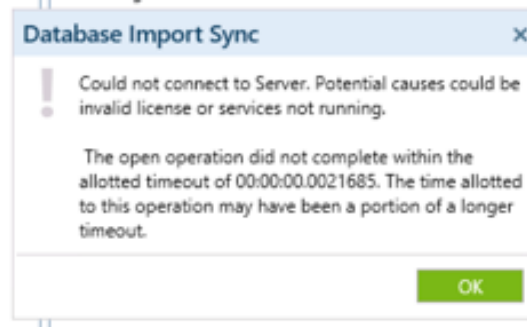 Database Import Sync
Could not connect to Server. Potential causes could be
invalid license or services not running.
The open operation did not complete within the
allotted timeout of 00:00:00.0021685. The time allotted
to this operation may have been a portion of a longer
timeout.
OK